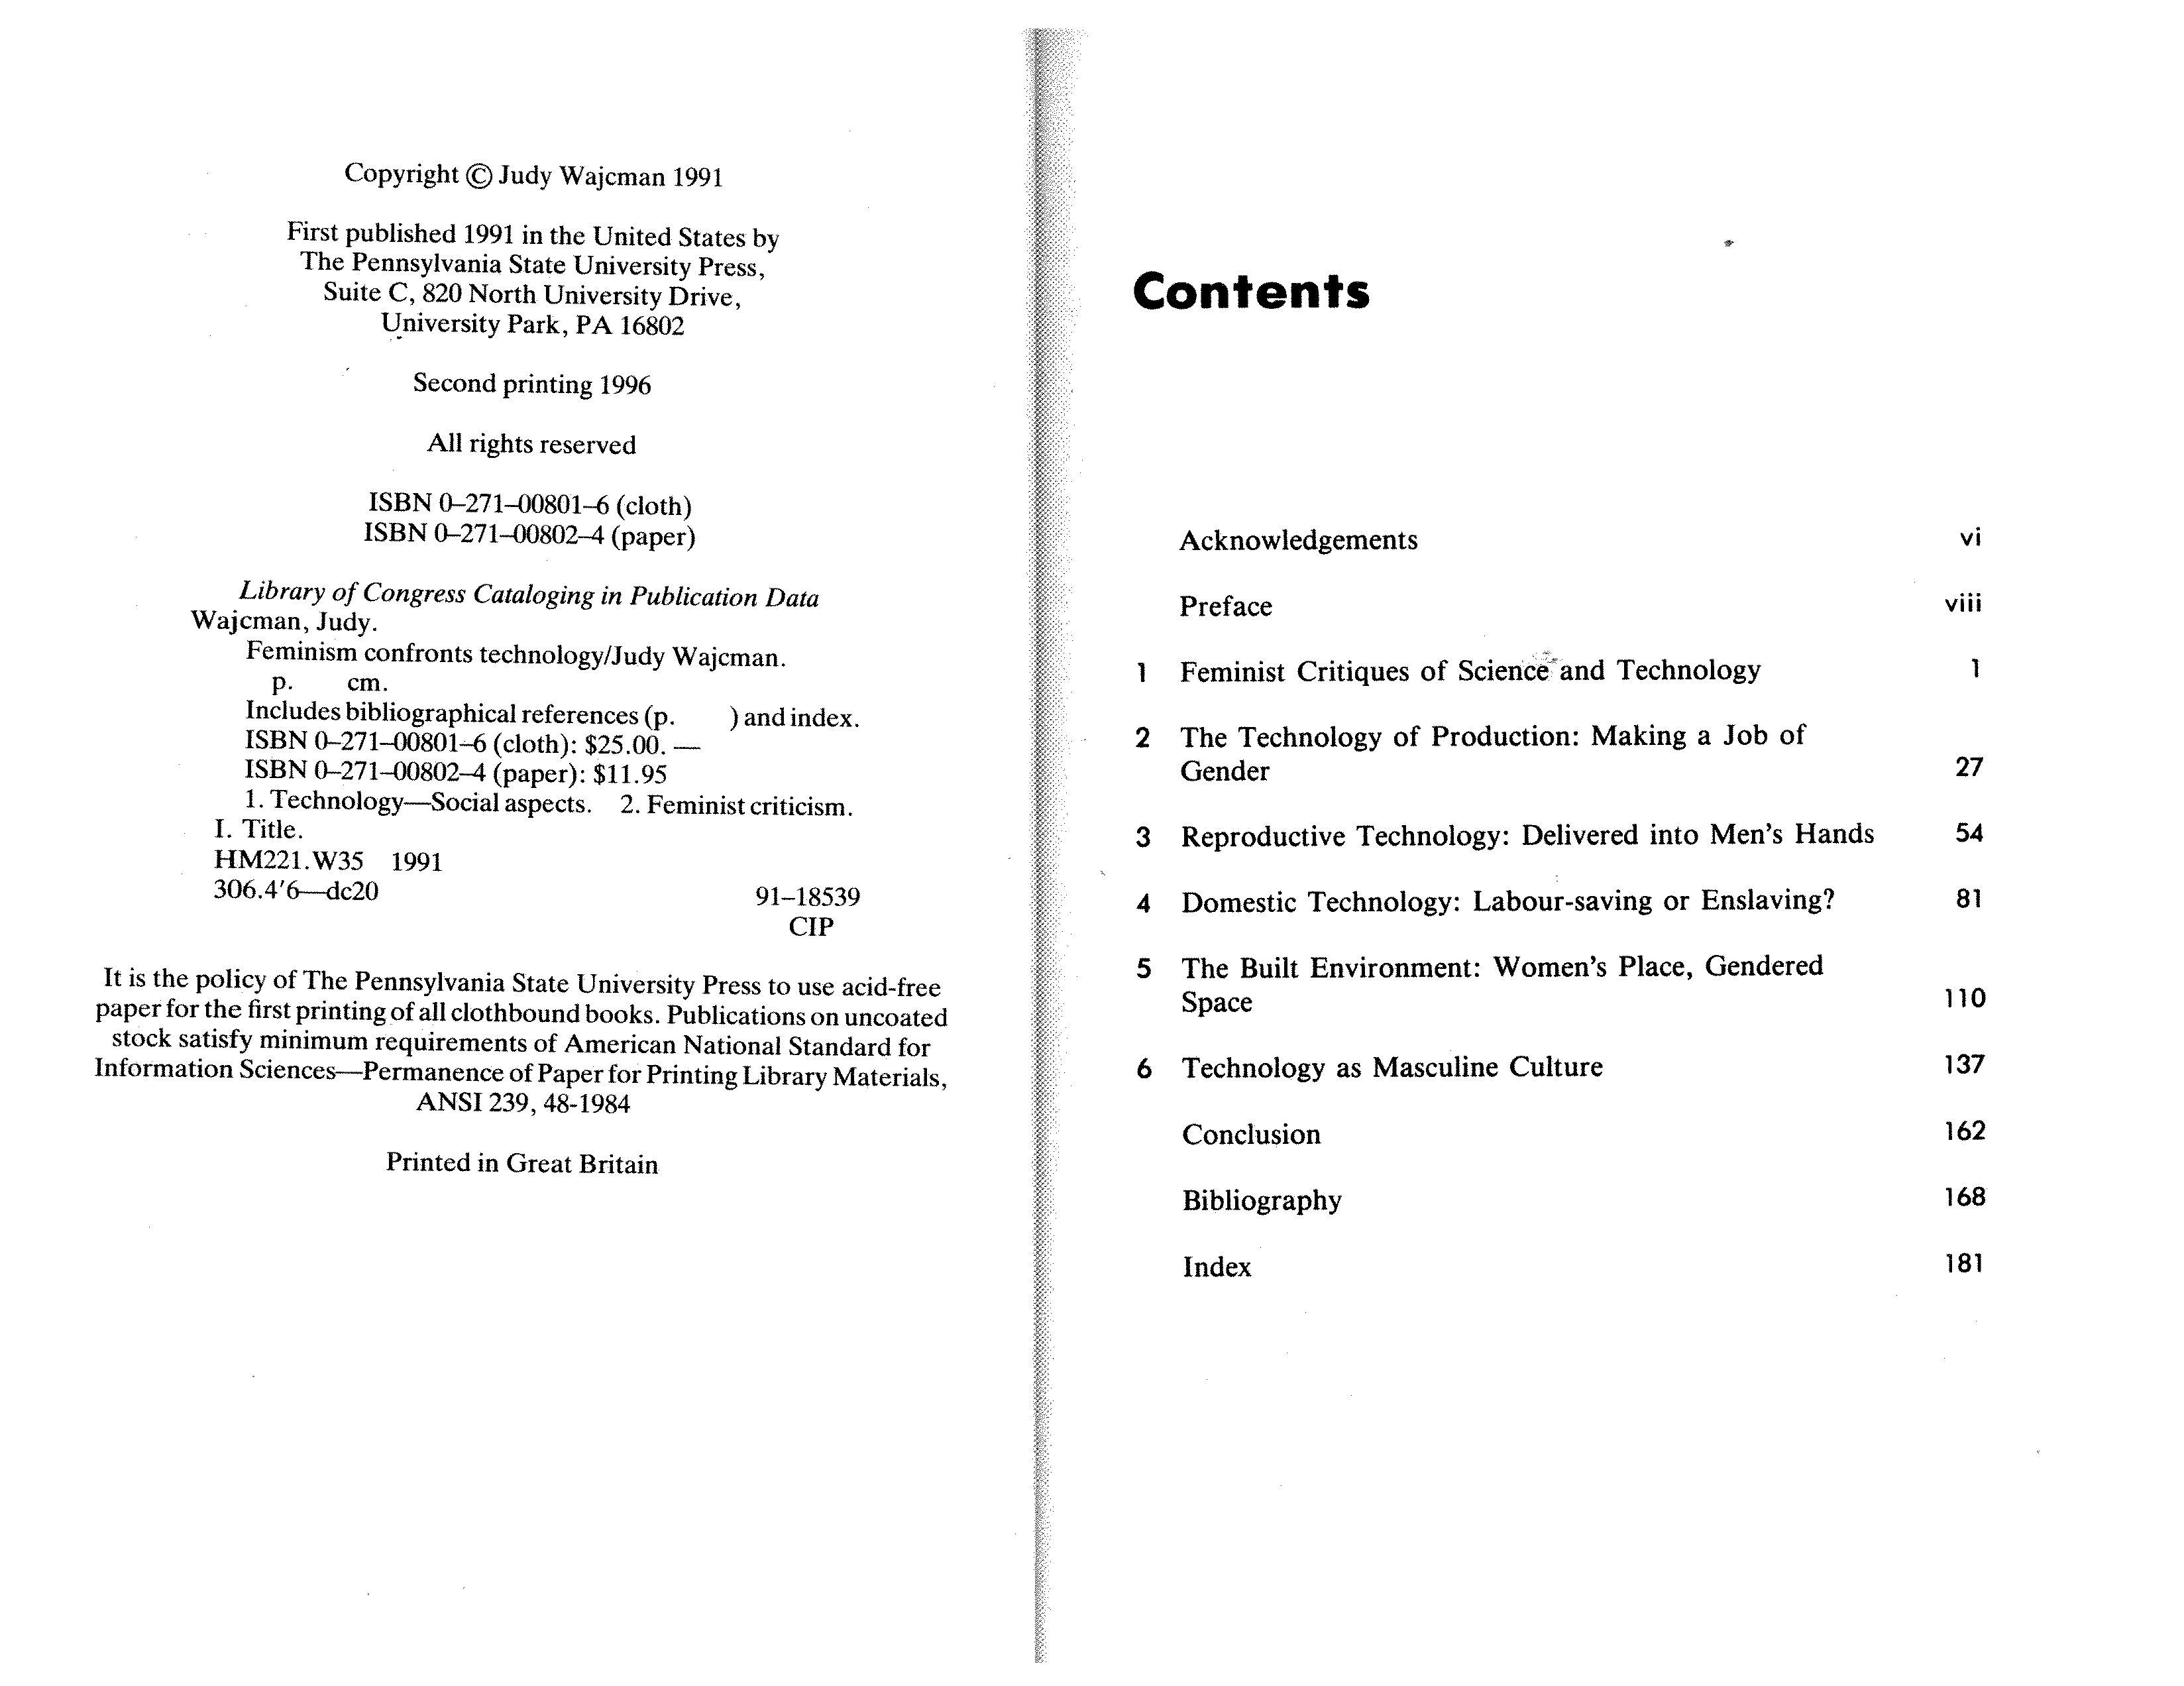 Copyright © Judy Wajcman 1991
First published 1991 in the United States by
The Pennsylvania State University Press,
Suite C, 820 North University Drive,
University Park, PA 16802
Second printing 1996
All rights reserved
ISBN 0–271–00801–6 (cloth)
ISBN 0–271–00802–4 (paper)
Library of Congress Cataloging in Publication Data
Wajcman, Judy.
Feminism confronts technology/Judy Wajcman.
p. cm.
Includes bibliographical references (p. ) and index.
ISBN 0–271–00801–6 (cloth): $25.00. —
ISBN 0–271–00802–4 (paper): $11.95
1. Technology—Social aspects. 2. Feminist criticism.
I. Title.
HM221.W35 1991
306.4′6—dc20 91–18539
CIP
It is the policy of The Pennsylvania State University Press to use acid-free
paper for the first printing of all clothbound books. Publications on uncoated
stock satisfy minimum requirements of American National Standard for
Information Sciences—Permanence of Paper for Printing Library Materials,
ANSI 239, 48-1984
Printed in Great Britain
Contents
Acknowledgements vi
Preface viii
1 Feminist Critiques of Science and Technology 1
2 The Technology of Production: Making a Job of
Gender 27
3 Reproductive Technology: Delivered into Men's Hands 54
4 Domestic Technology: Labour-saving or Enslaving? 81
5 The Built Environment: Women's Place, Gendered
Space 110
6 Technology as Masculine Culture 137
Conclusion 162
Bibliography 168
Index 181